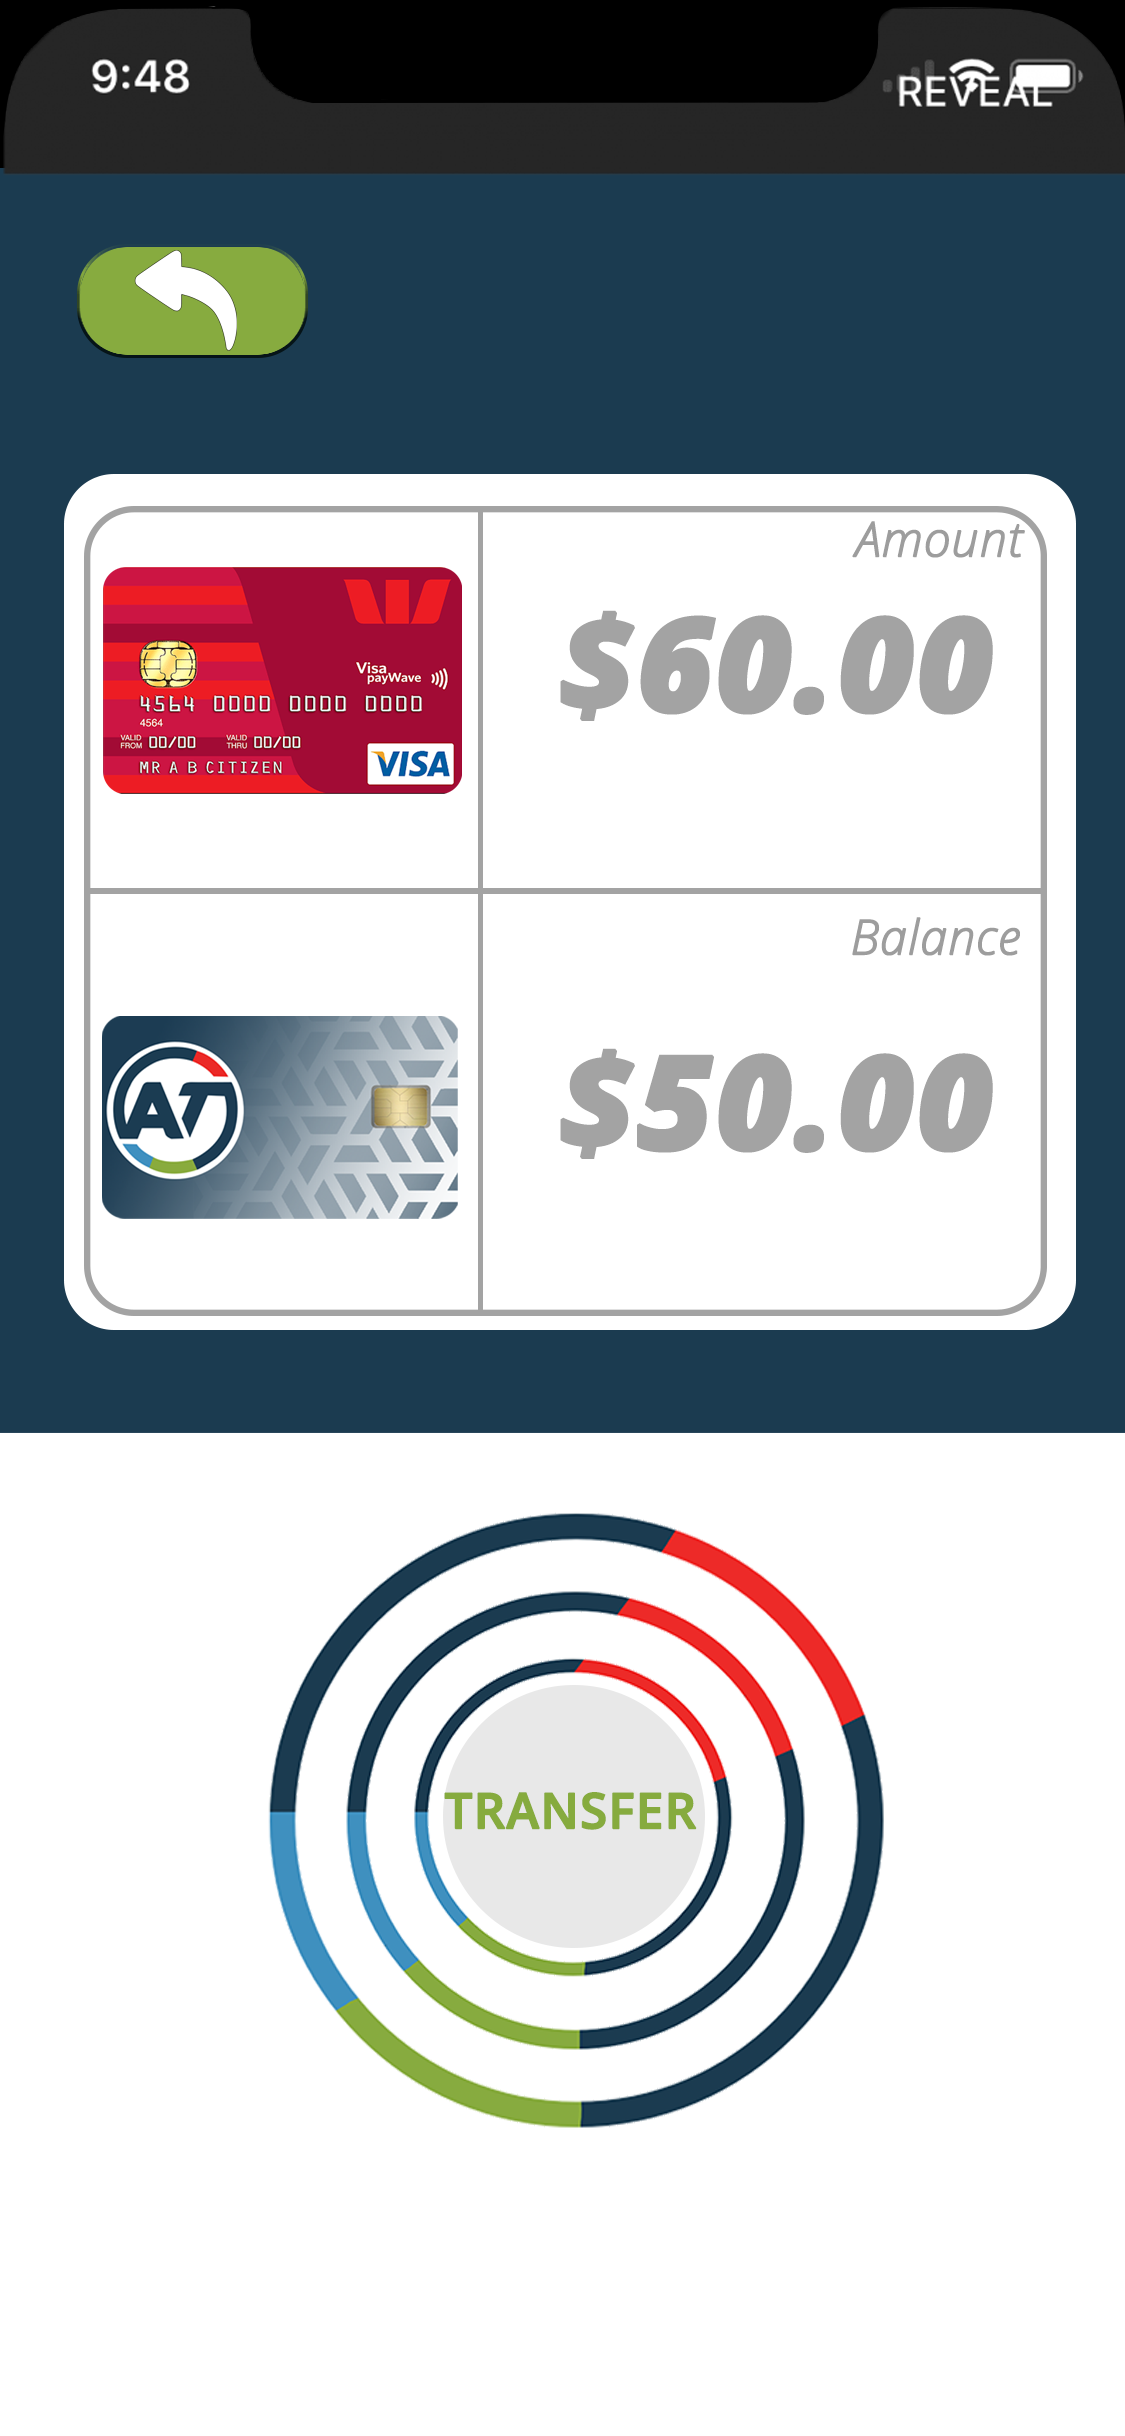 9:48
REVEAL
Amount
$60.00
Visa
payWave
4564 0000 0000 0000
4564
VALID FROM 00/00 VALID THRU 00/00
MR A B CITIZEN
VISA
Balance
AT
$50.00
TRANSFER